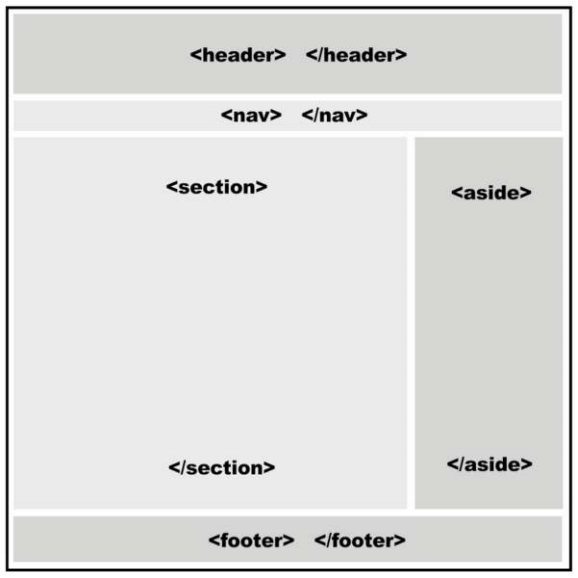 <header> </header>
<nav> </nav>
<section>
<aside>
</section>
</aside>
<footer> </footer>